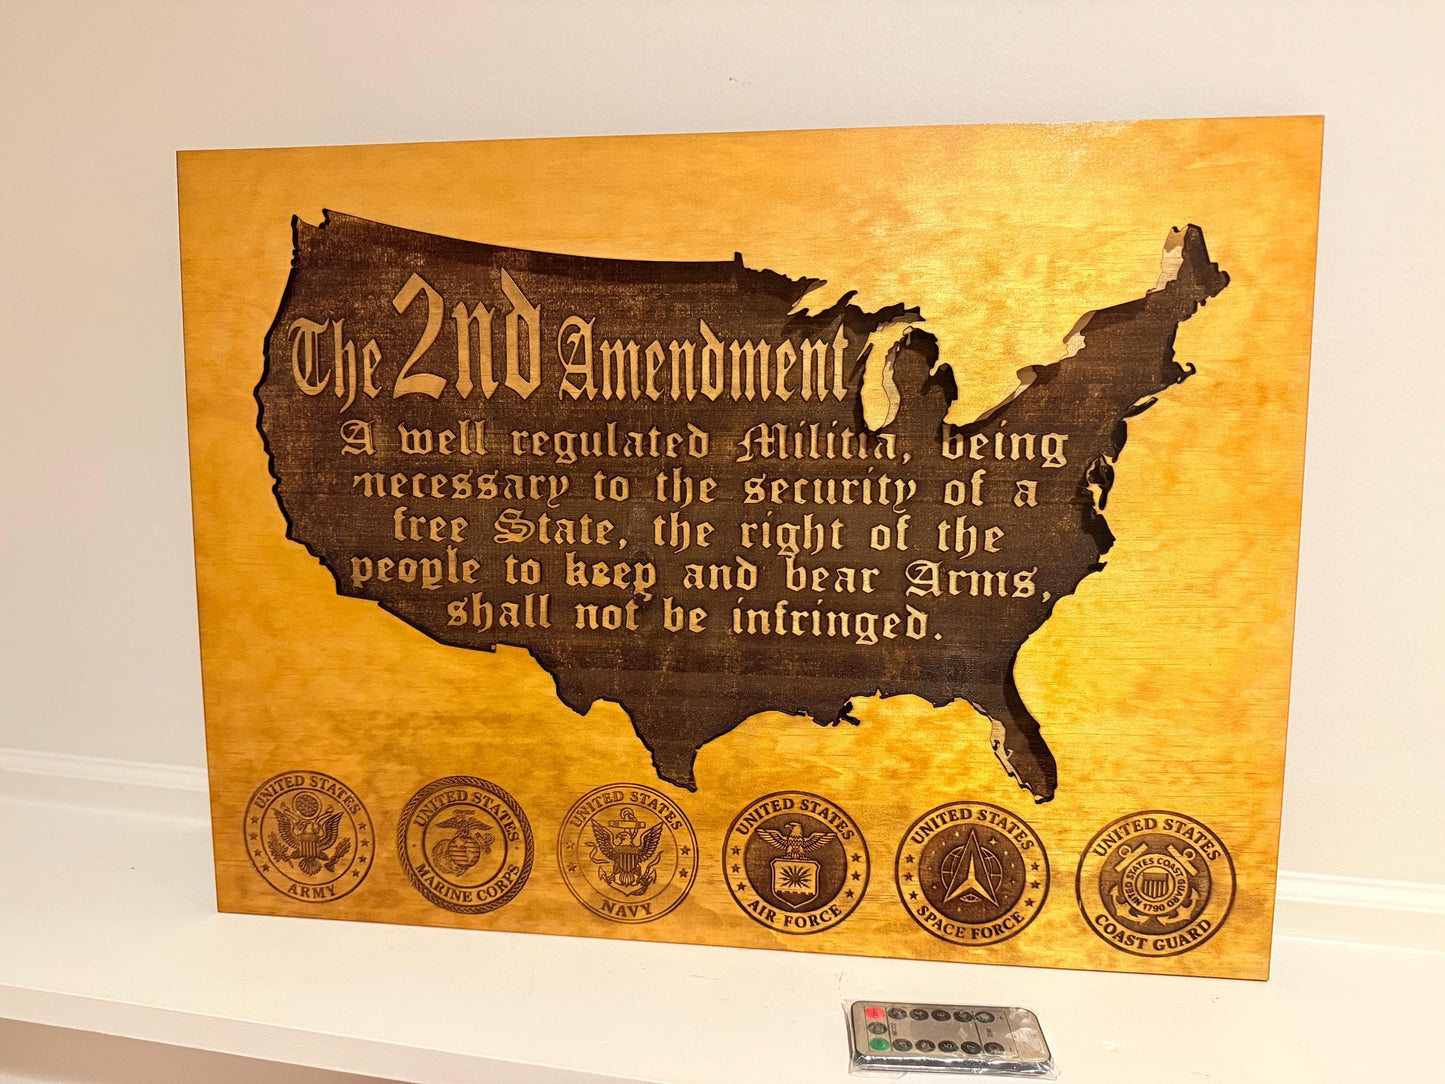 The 2nd Amendment
A well regulated Militia, being
necessary to the security of a
free State, the right of the
people to keep and bear Arms,
shall not be infringed.
UNITED STATES
ARMY
UNITED STATES
MARINE CORPS
UNITED STATES
NAVY
UNITED STATES
AIR FORCE
UNITED STATES
SPACE FORCE
UNITED STATES
COAST GUARD
1790